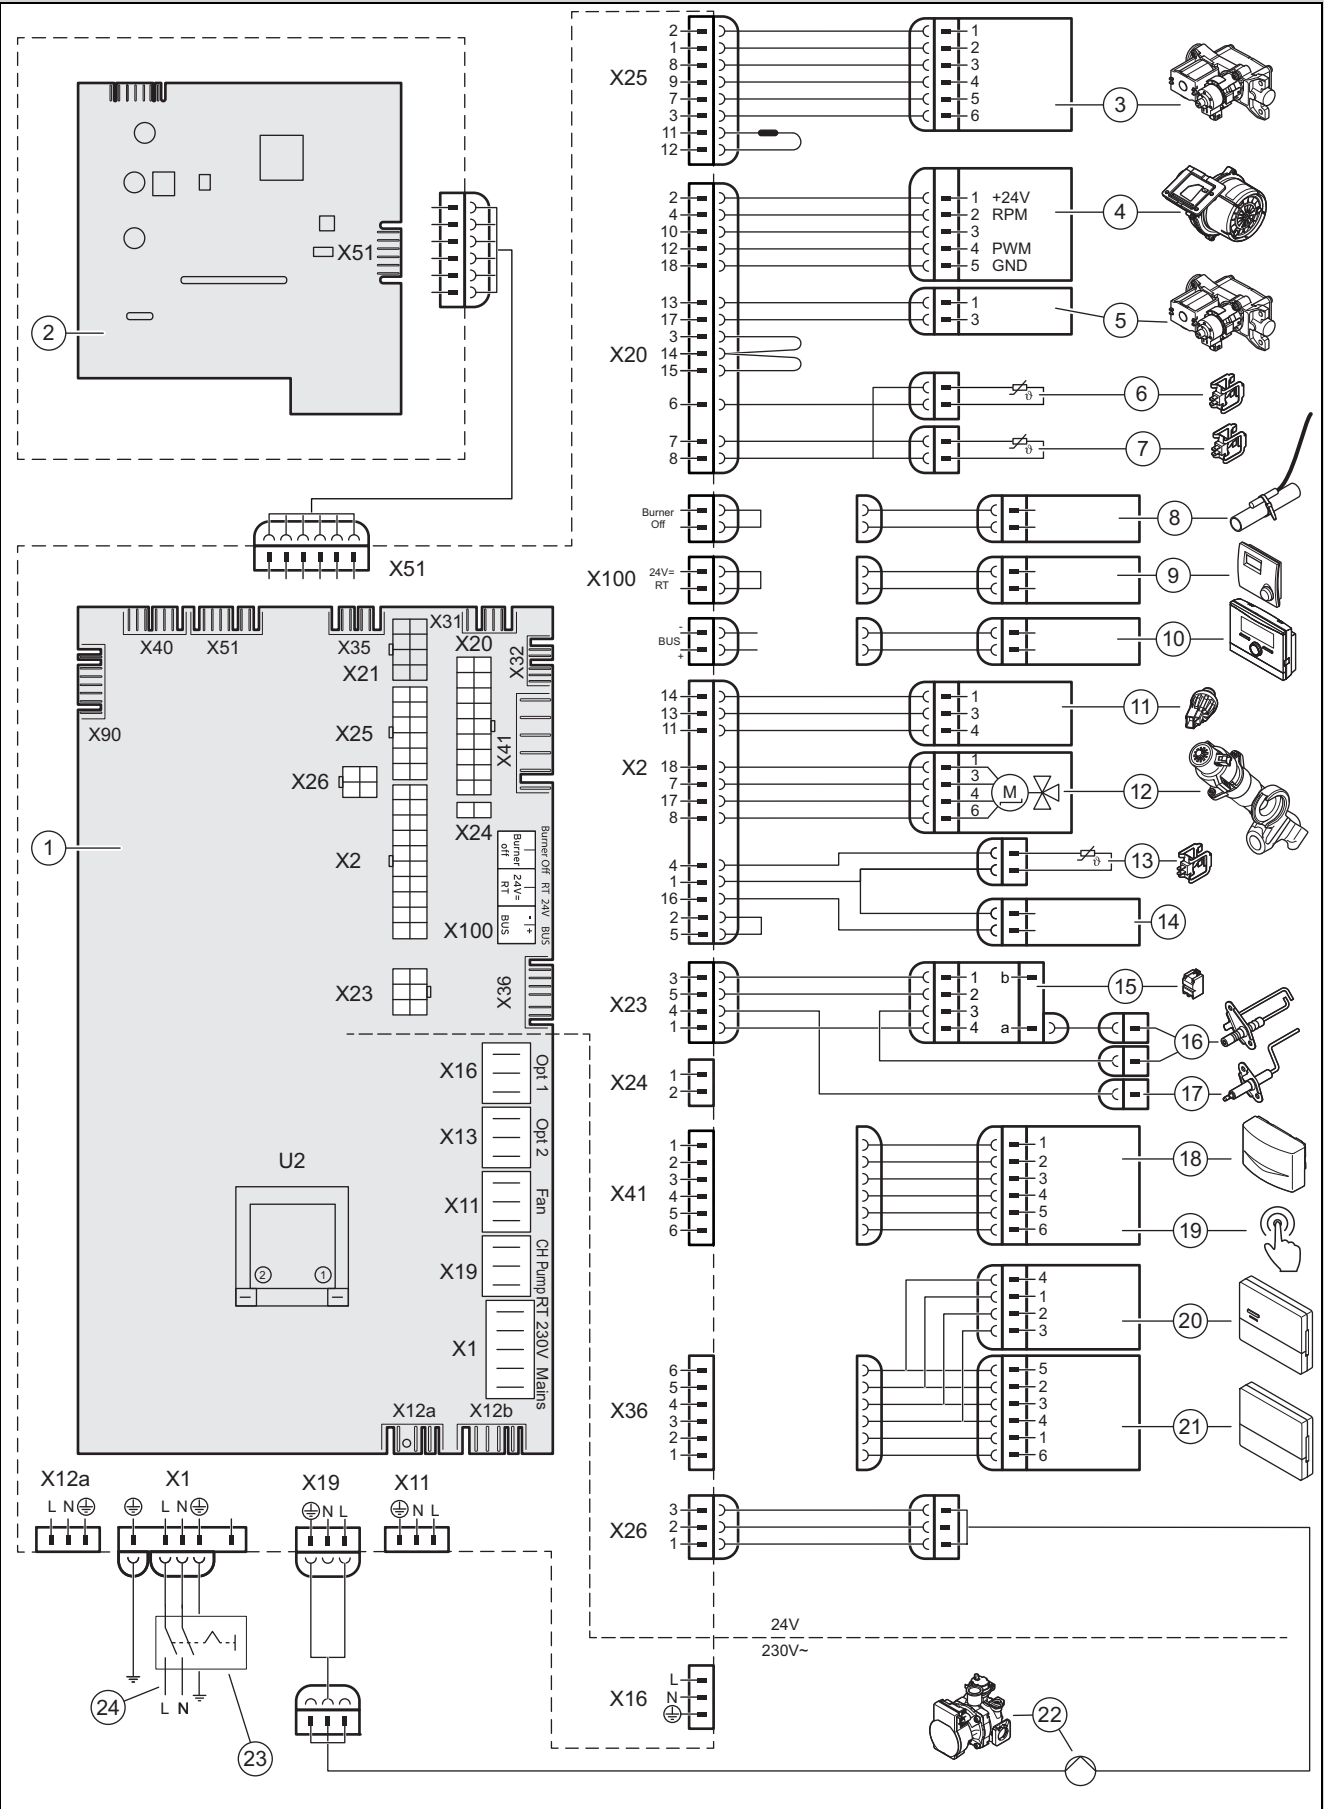 X51
2
X51
X40
X51
X35
X31
X20
X32
X21
X90
X25
X41
X26
X24
X2
Burner Off RT 24V BUS
Burner off
24V= RT
- | +
BUS
X100
1
X23
X36
X16
Opt 1
X13
Opt 2
U2
X11
Fan
X19
CH Pump
2
1
X1
RT 230V Mains
X12a
X12b
X12a
L N
X1
L N
X19
N L
X11
N L
24
L N
23
X25
2 1
1 2
8 3
9 4
7 5
3 6
11
12
3
X20
2 1 +24V
4 2 RPM
10 3
12 4 PWM
18 5 GND
4
13 1
17 3
5
3
14
15
6
ϑ
6
7
8
ϑ
7
Burner
Off
8
X100
24V=
RT
9
-
BUS
+
10
X2
14 1
13 3
11 4
11
18 1
7 3
17 4
8 6
M
12
4
1
16
2
5
ϑ
13
14
X23
3 1 b
5 2
4 3
1 4 a
15
16
17
X24
1
2
X41
1 1
2 2
3 3
4 4
5 5
6 6
18
19
4
1
2
3
20
X36
6 5
5 2
4 3
3 4
2 1
1 6
21
X26
3
2
1
24V
230V~
X16
L
N
22